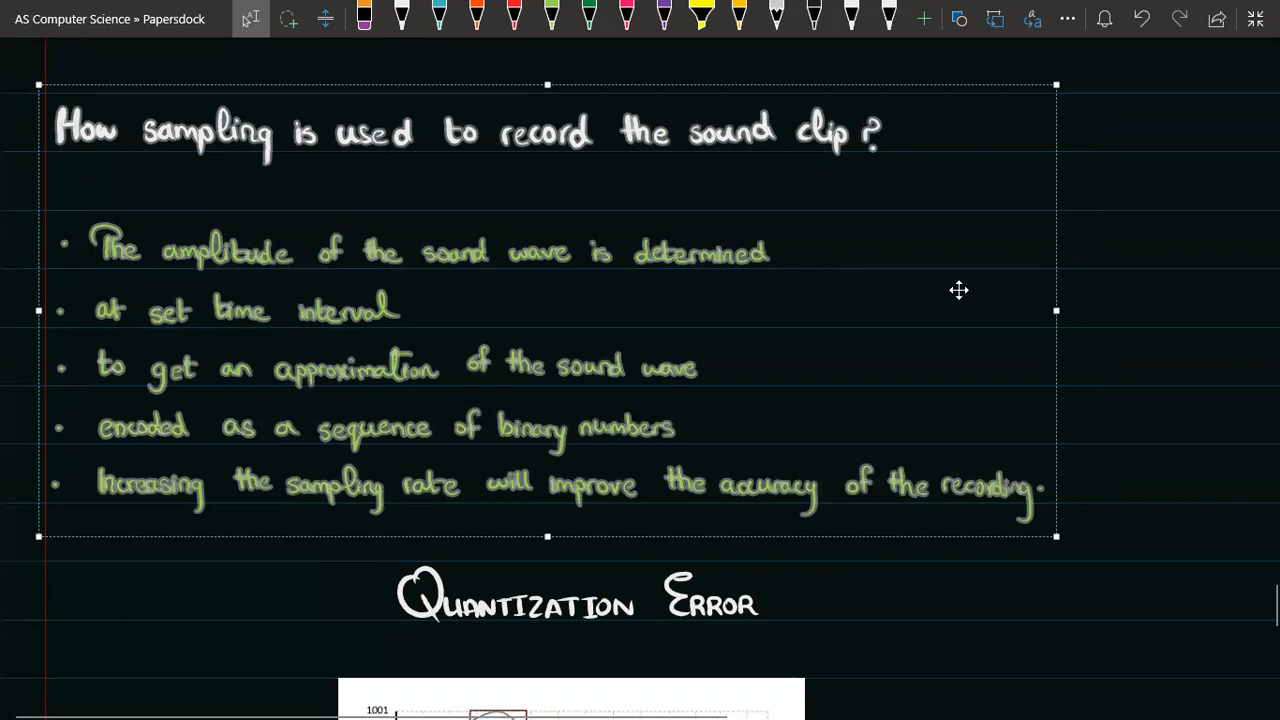 AS Computer Science » Papersdock
How sampling is used to record the sound clip?
• The amplitude of the sound wave is determined
• at set time interval
• to get an approximation of the sound wave
• encoded as a sequence of binary numbers
• Increasing the sampling rate will improve the accuracy of the recording.
QUANTIZATION ERROR
1001